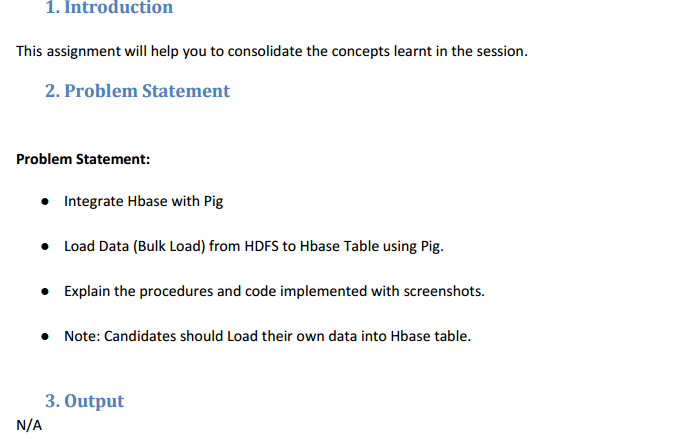 1. Introduction
This assignment will help you to consolidate the concepts learnt in the session.
2. Problem Statement
Problem Statement:
● Integrate Hbase with Pig
● Load Data (Bulk Load) from HDFS to Hbase Table using Pig.
● Explain the procedures and code implemented with screenshots.
● Note: Candidates should Load their own data into Hbase table.
3. Output
N/A